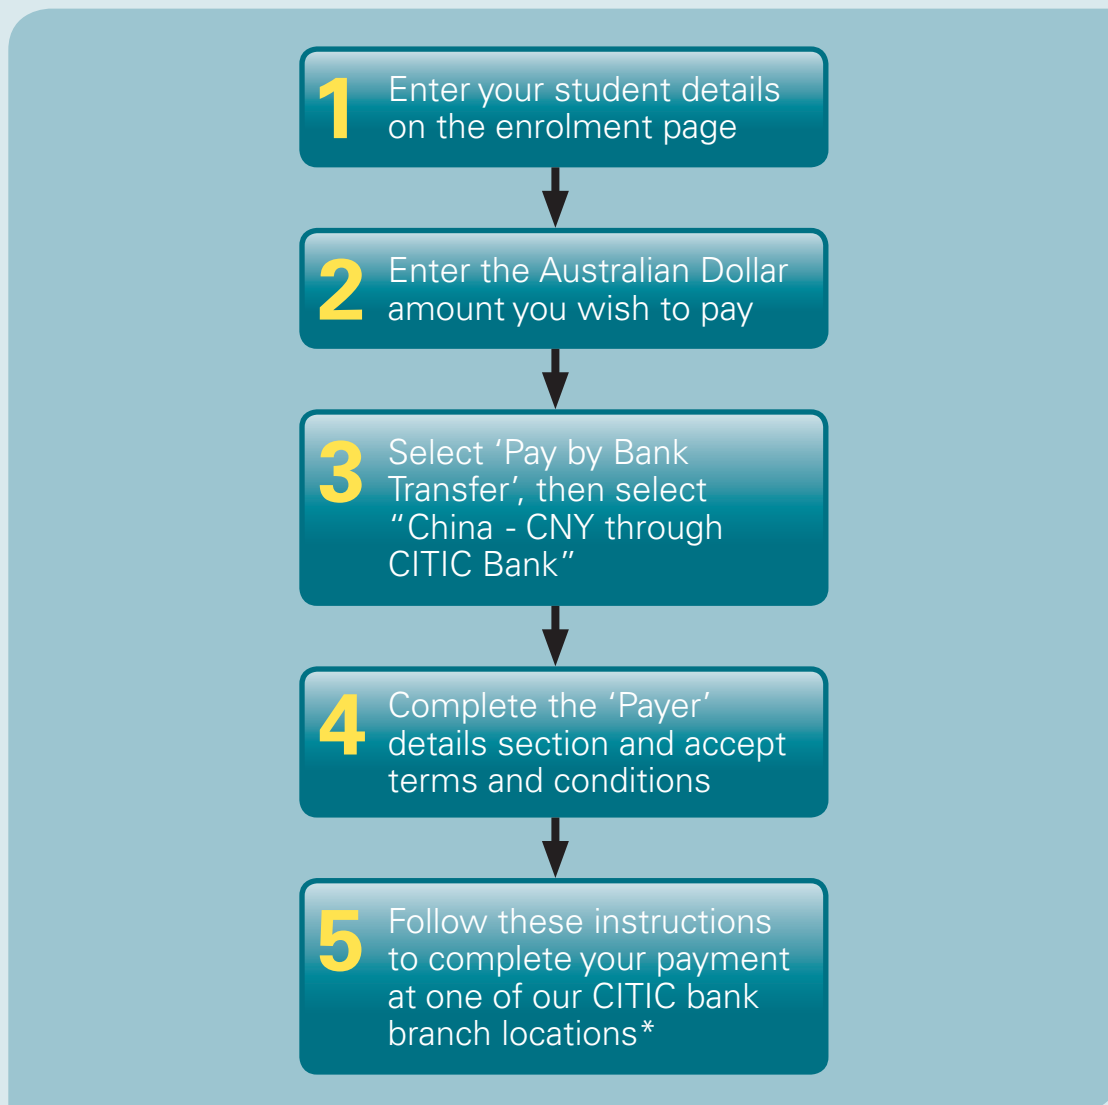 1
Enter your student details
on the enrolment page
2
Enter the Australian Dollar
amount you wish to pay
3
Select ‘Pay by Bank
Transfer’, then select
“China - CNY through
CITIC Bank”
4
Complete the ‘Payer’
details section and accept
terms and conditions
5
Follow these instructions
to complete your payment
at one of our CITIC bank
branch locations*